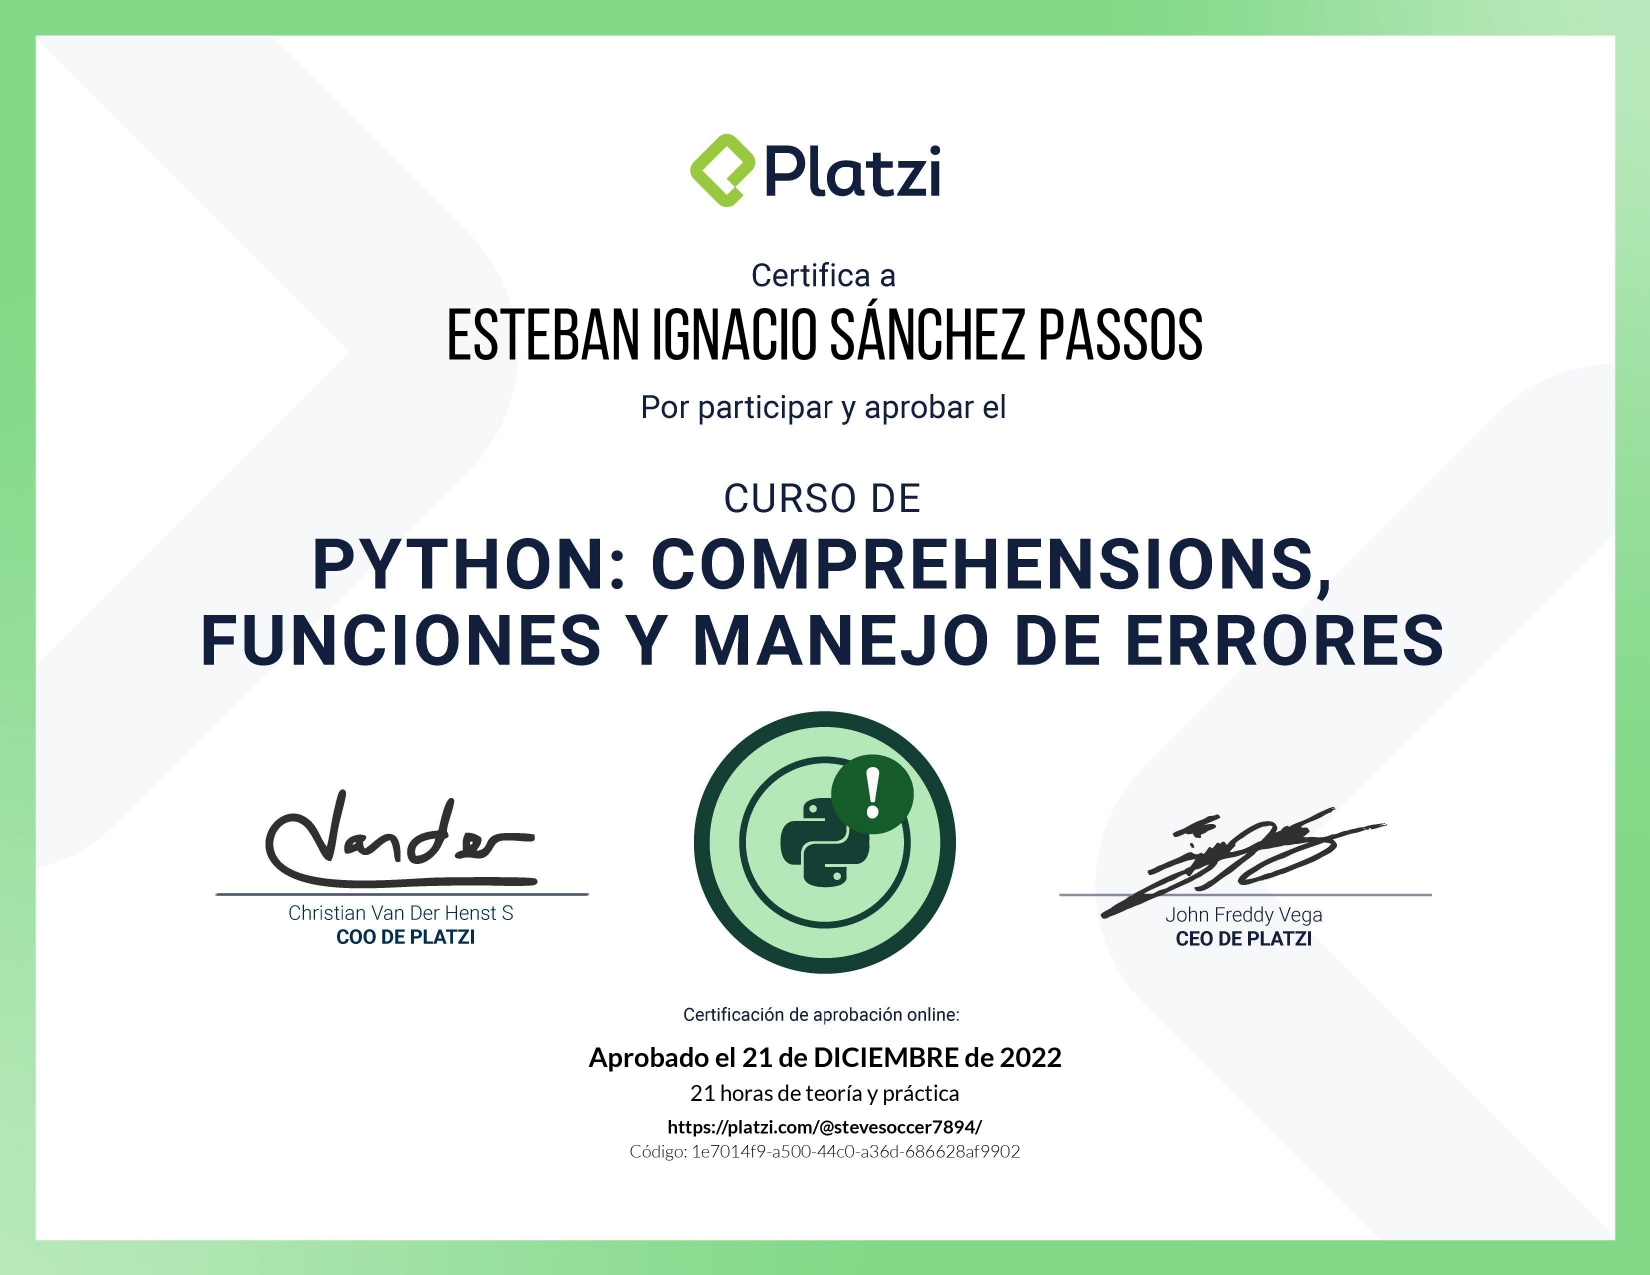 Platzi
Certifica a
ESTEBAN IGNACIO SÁNCHEZ PASSOS
Por participar y aprobar el
CURSO DE
PYTHON: COMPREHENSIONS,
FUNCIONES Y MANEJO DE ERRORES
!
Vander
Christian Van Der Henst S
COO DE PLATZI
John Freddy Vega
CEO DE PLATZI
Certificación de aprobación online:
Aprobado el 21 de DICIEMBRE de 2022
21 horas de teoría y práctica
https://platzi.com/@stevesoccer7894/
Código: 1e7014f9-a500-44c0-a36d-686628af9902